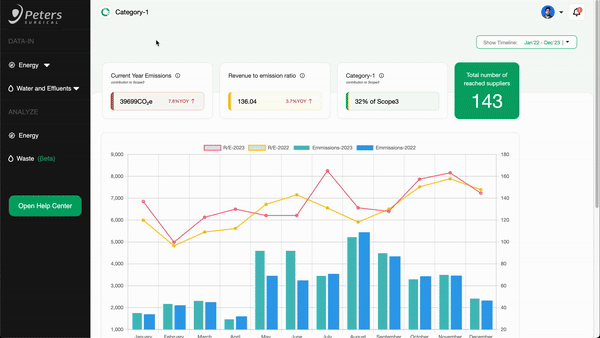 Peters
SURGICAL
Category-1
DATA-IN
Energy
Water and Effluents
ANALYZE
Energy
Waste (Beta)
Open Help Center
Show Timeline: Jan'22 - Dec'23
Current Year Emissions
contribution to Scope3
39699CO₂e 7.6%YOY ↑
Revenue to emission ratio
136.04 3.7%YOY ↑
Category-1
contribution to Scope3
32% of Scope3
Total number of
reached suppliers
143
R/E-2023 R/E-2022 Emmissions-2023 Emmissions-2022
9,000 180
8,000 160
7,000 140
6,000 120
5,000 100
4,000 80
3,000 60
2,000 40
1,000 20
January February March April May June July August September October November December